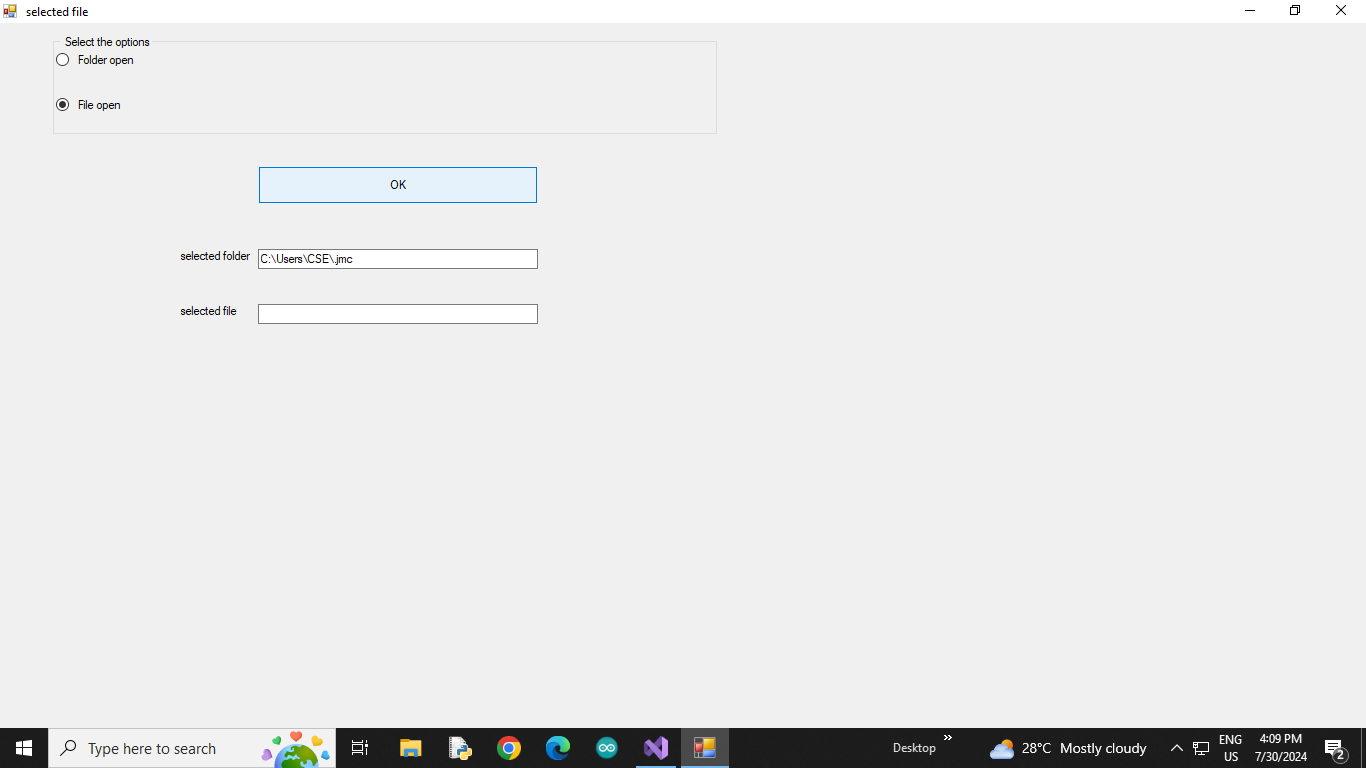 selected file
Select the options
Folder open
File open
OK
selected folder
C:\Users\CSE\.jmc
selected file
Type here to search
Desktop
28°C Mostly cloudy
ENG
US
4:09 PM
7/30/2024
2